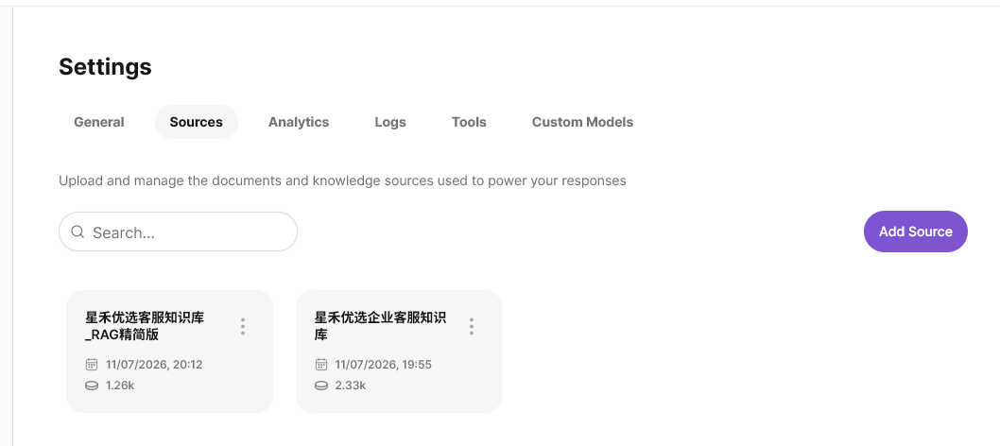 Settings
General
Sources
Analytics
Logs
Tools
Custom Models
Upload and manage the documents and knowledge sources used to power your responses
Search...
Add Source
星禾优选客服知识库
_RAG精简版
11/07/2026, 20:12
1.26k
星禾优选企业客服知识
库
11/07/2026, 19:55
2.33k